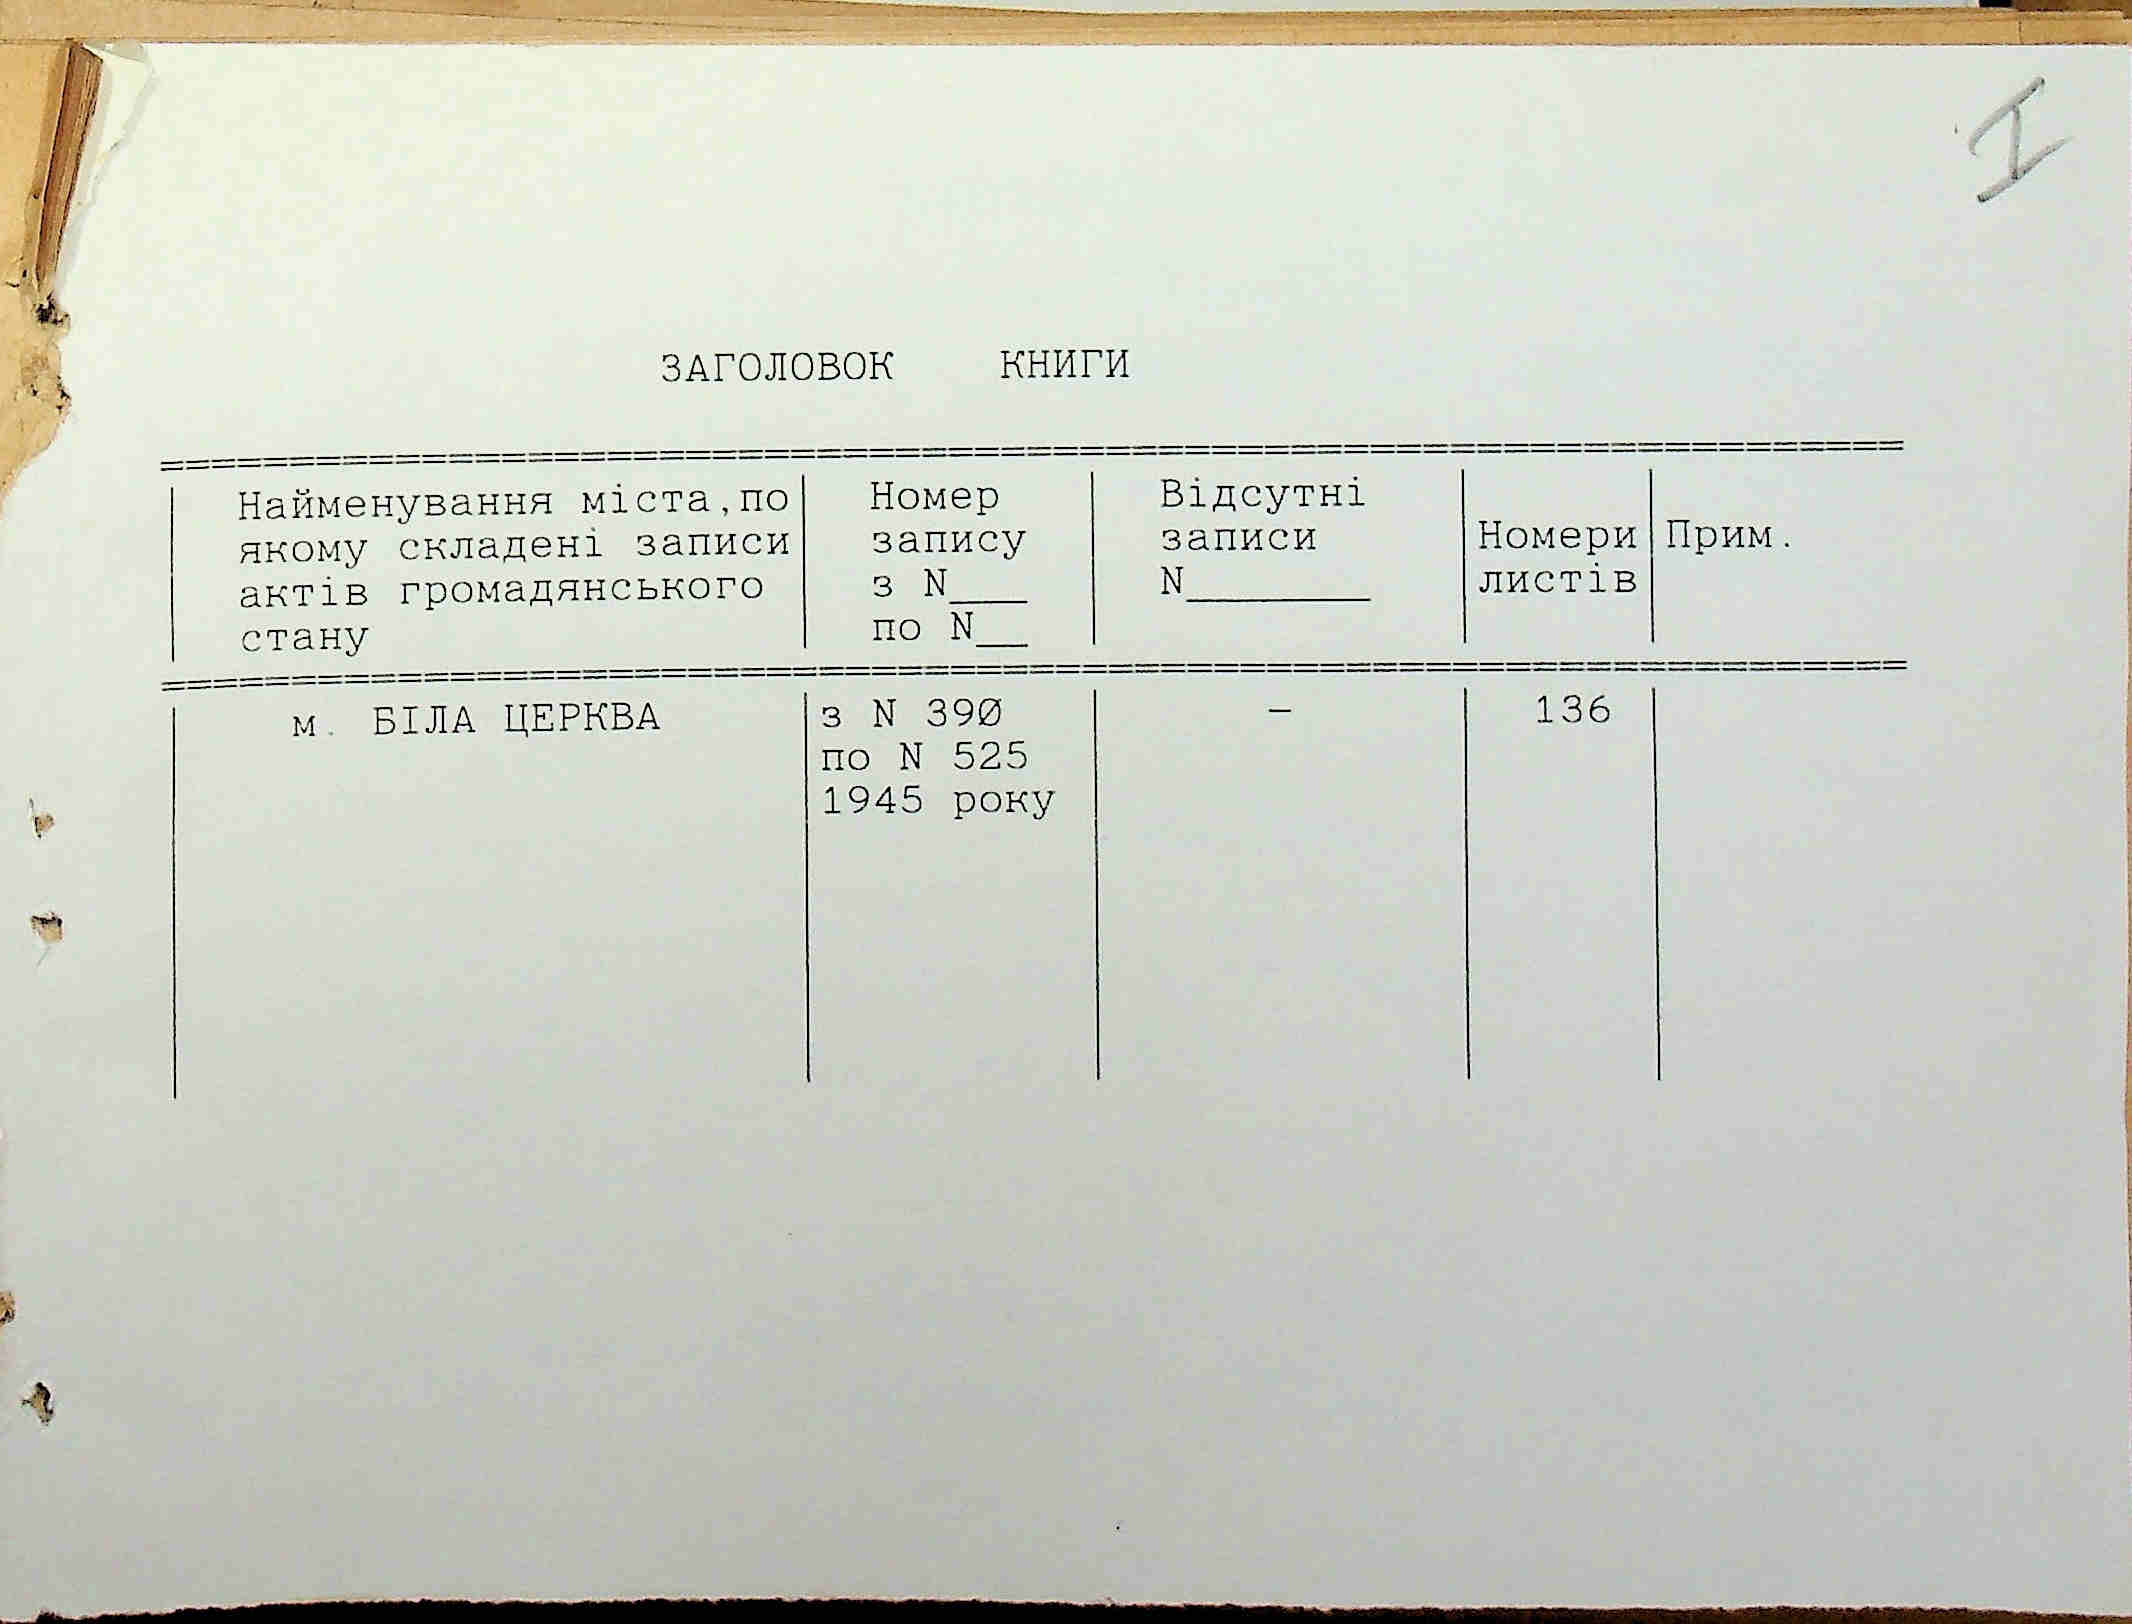 I
ЗАГОЛОВОК КНИГИ
Найменування міста,по якому складені записи актів громадянського стану
Номер запису з N___ по N__
Відсутні записи N_______
Номери листів
Прим.
м. БІЛА ЦЕРКВА
з N 390
по N 525
1945 року
–
136